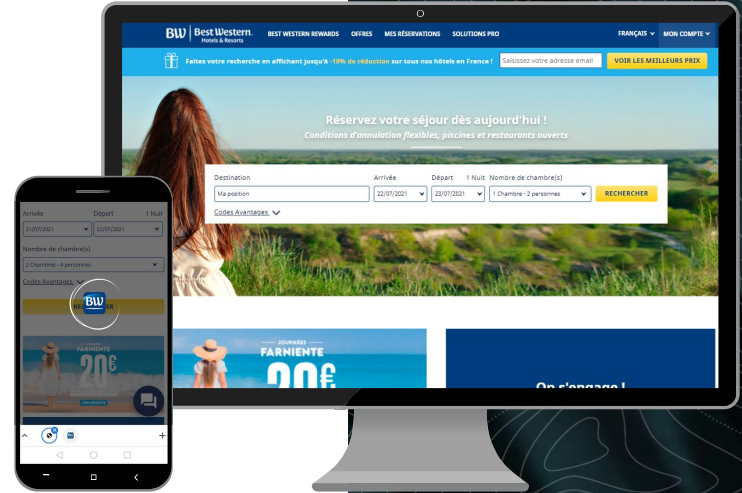 BW Best Western.
Hotels & Resorts
BEST WESTERN REWARDS OFFRES MES RÉSERVATIONS SOLUTIONS PRO FRANÇAIS MON COMPTE
Faites votre recherche en affichant jusqu'à -10% de réduction sur tous nos hôtels en France ! Saisissez votre adresse email VOIR LES MEILLEURS PRIX
Réservez votre séjour dès aujourd'hui !
Conditions d'annulation flexibles, piscines et restaurants ouverts
Destination Arrivée Départ 1 Nuit Nombre de chambre(s)
Ma position 22/07/2021 23/07/2021 1 Chambre - 2 personnes RECHERCHER
Codes Avantages
JOURNÉES
FARNIENTE
20€
On s'engage !
Arrivée Départ 1 Nuit
21/07/2021 22/07/2021
Nombre de chambre(s)
2 Chambres - 4 personnes
Codes Avantages
BW
JOURNÉES
FARNIENTE
20€